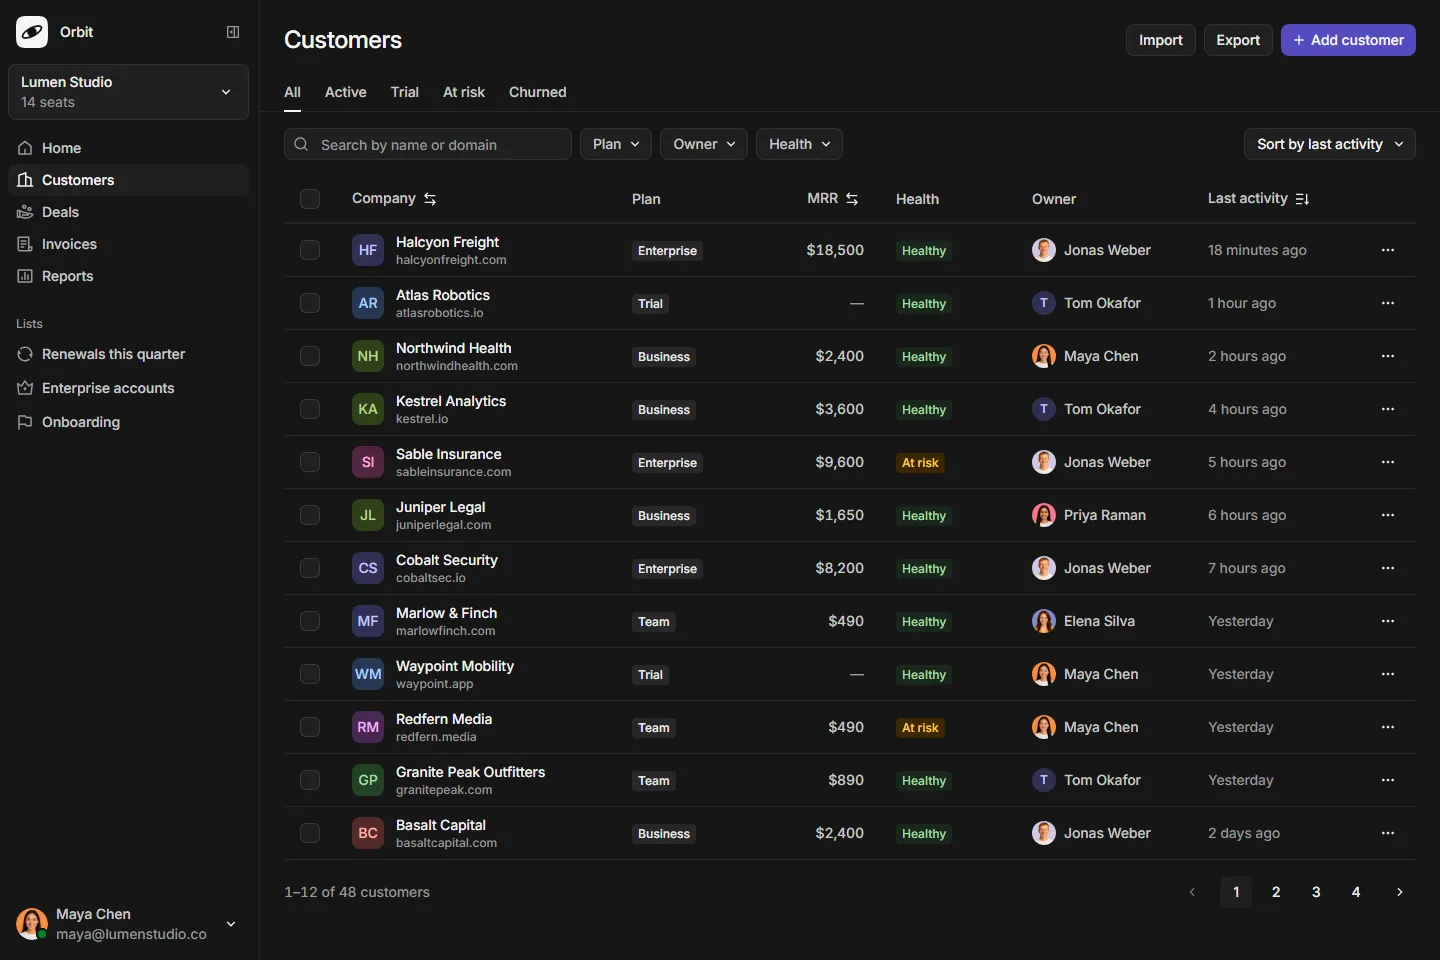 Orbit
Lumen Studio
14 seats
Home
Customers
Deals
Invoices
Reports
Lists
Renewals this quarter
Enterprise accounts
Onboarding
Maya Chen
maya@lumenstudio.co
Customers
Import
Export
+ Add customer
All Active Trial At risk Churned
Search by name or domain
Plan
Owner
Health
Sort by last activity
Company Plan MRR Health Owner Last activity
HF Halcyon Freight
halcyonfreight.com
Enterprise $18,500 Healthy Jonas Weber 18 minutes ago
AR Atlas Robotics
atlasrobotics.io
Trial — Healthy T Tom Okafor 1 hour ago
NH Northwind Health
northwindhealth.com
Business $2,400 Healthy Maya Chen 2 hours ago
KA Kestrel Analytics
kestrel.io
Business $3,600 Healthy T Tom Okafor 4 hours ago
SI Sable Insurance
sableinsurance.com
Enterprise $9,600 At risk Jonas Weber 5 hours ago
JL Juniper Legal
juniperlegal.com
Business $1,650 Healthy Priya Raman 6 hours ago
CS Cobalt Security
cobaltsec.io
Enterprise $8,200 Healthy Jonas Weber 7 hours ago
MF Marlow & Finch
marlowfinch.com
Team $490 Healthy Elena Silva Yesterday
WM Waypoint Mobility
waypoint.app
Trial — Healthy Maya Chen Yesterday
RM Redfern Media
redfern.media
Team $490 At risk Maya Chen Yesterday
GP Granite Peak Outfitters
granitepeak.com
Team $890 Healthy T Tom Okafor Yesterday
BC Basalt Capital
basaltcapital.com
Business $2,400 Healthy Jonas Weber 2 days ago
1–12 of 48 customers
1 2 3 4